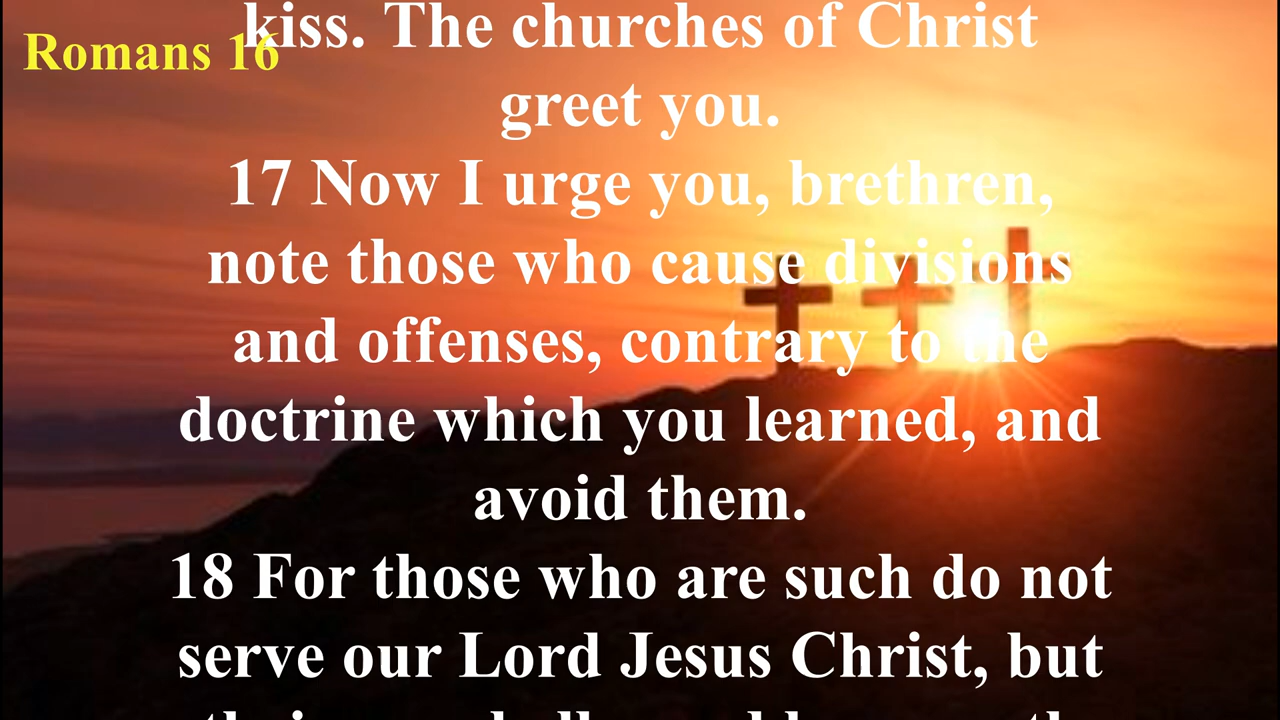 Romans 16
kiss. The churches of Christ
greet you.
17 Now I urge you, brethren,
note those who cause divisions
and offenses, contrary to the
doctrine which you learned, and
avoid them.
18 For those who are such do not
serve our Lord Jesus Christ, but